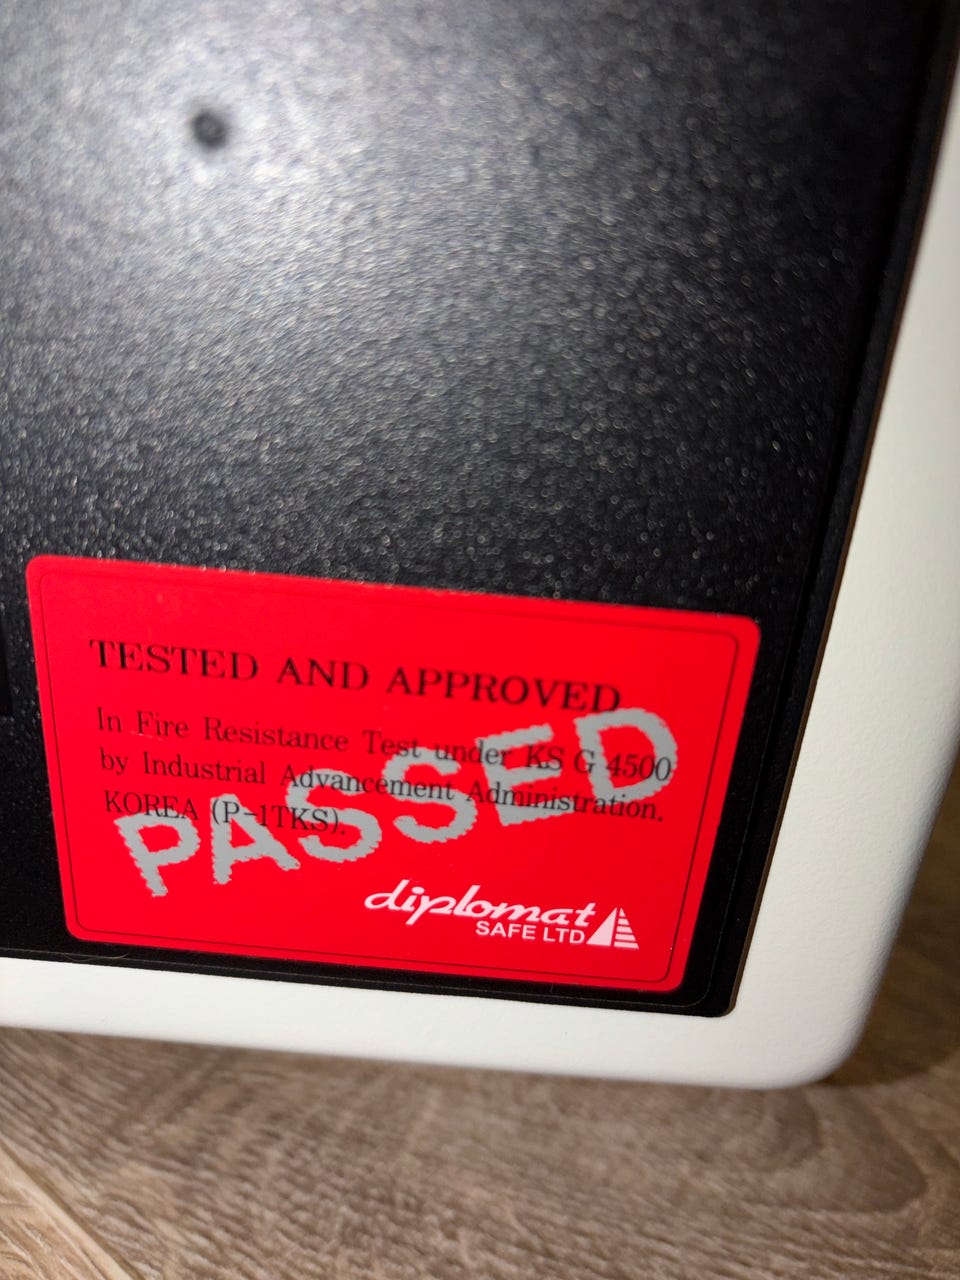 TESTED AND APPROVED
In Fire Resistance Test under KS G 4500
by Industrial Advancement Administration.
KOREA (P-1TKS).
PASSED
diplomat
SAFE LTD